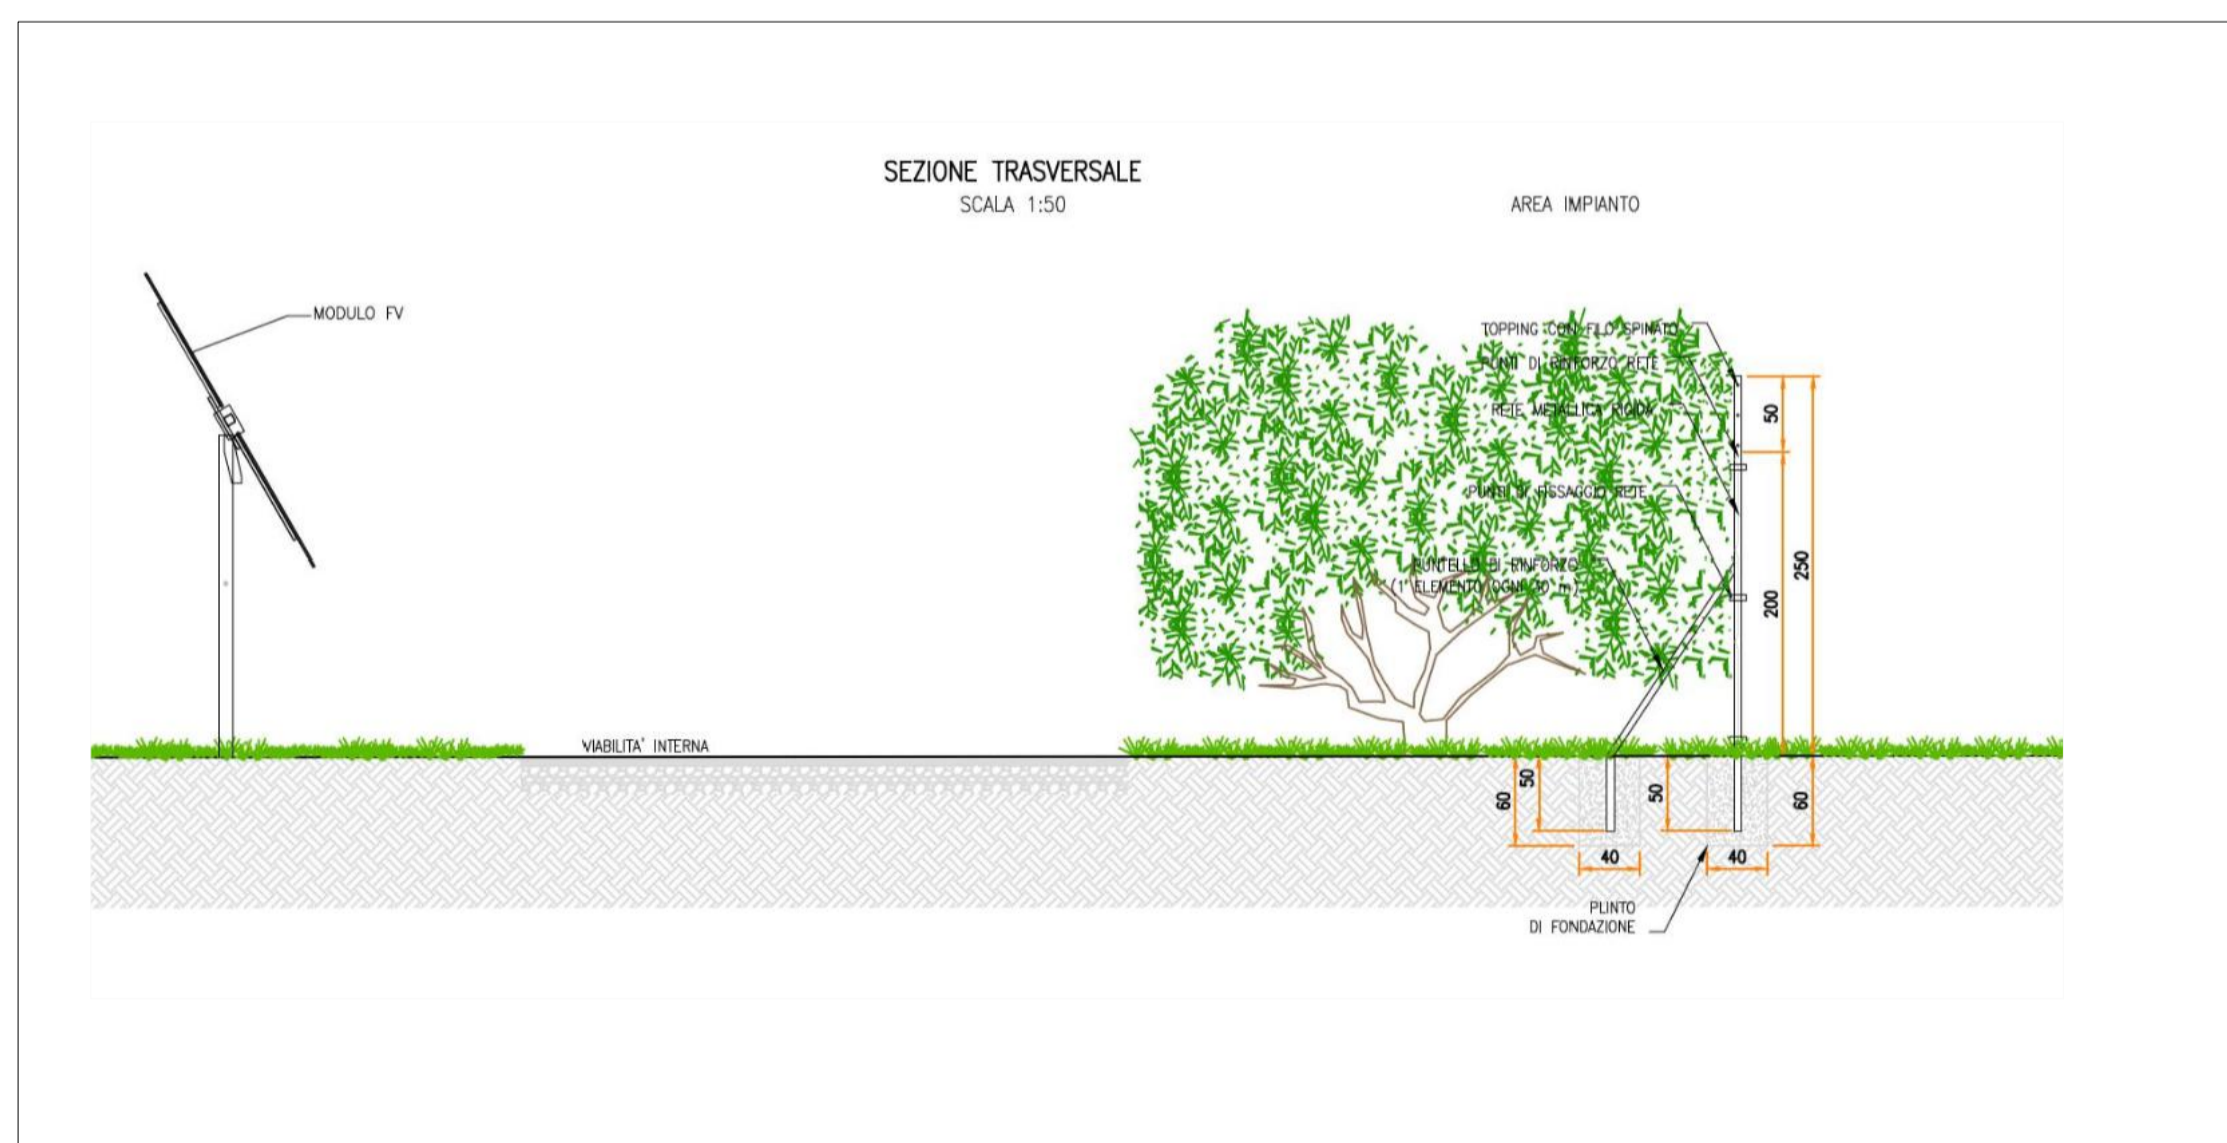 SEZIONE TRASVERSALE
SCALA 1:50
AREA IMPIANTO
MODULO FV
TOPPING CON FILO SPINATO
PUNTI DI RINFORZO RETE
RETE METALLICA RIGIDA
PUNTI DI FISSAGGIO RETE
PUNTELLO DI RINFORZO
(1 ELEMENTO OGNI m)
50
250
200
VIABILITA' INTERNA
60
50
50
60
40
40
PLINTO
DI FONDAZIONE